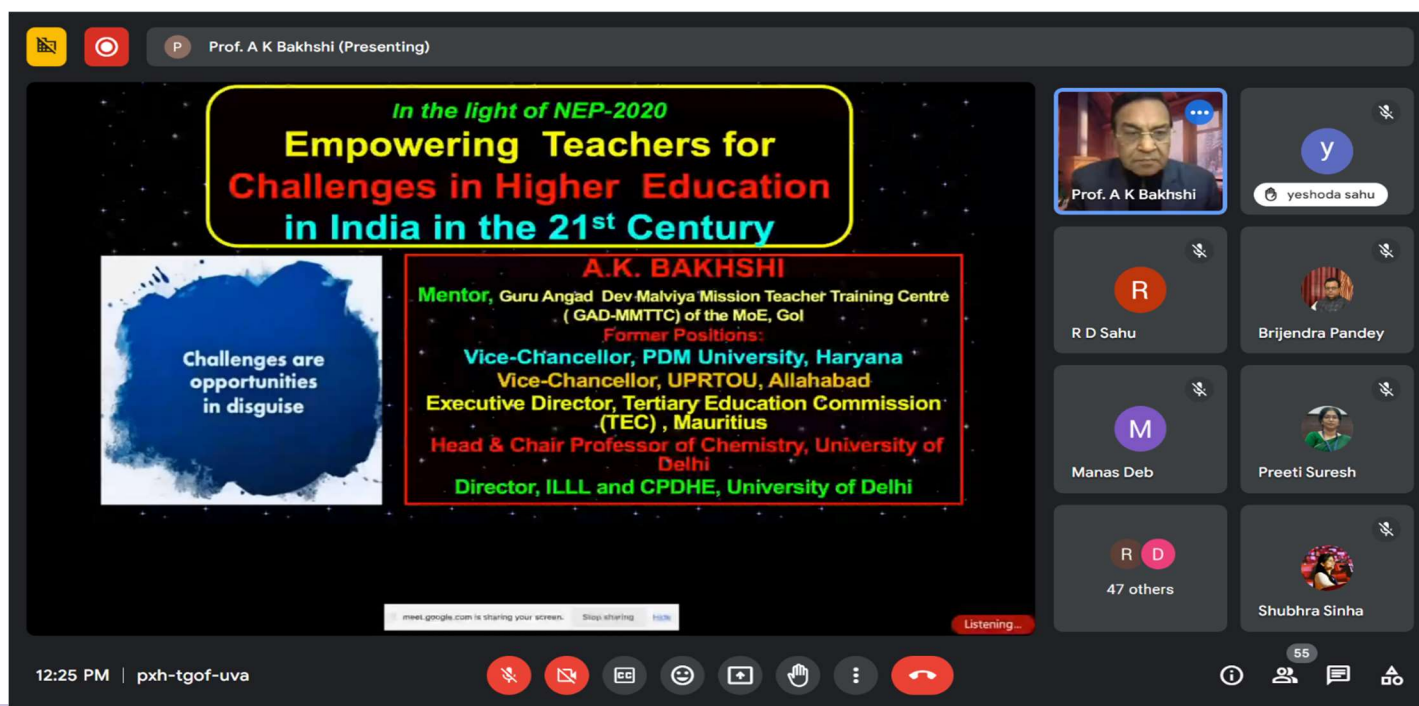 P Prof. A K Bakhshi (Presenting)
In the light of NEP-2020
Empowering Teachers for
Challenges in Higher Education
in India in the 21st Century
Challenges are
opportunities
in disguise
A.K. BAKHSHI
Mentor, Guru Angad Dev Malviya Mission Teacher Training Centre
( GAD-MMTTC) of the MoE, GoI
Former Positions:
Vice-Chancellor, PDM University, Haryana
Vice-Chancellor, UPRTOU, Allahabad
Executive Director, Tertiary Education Commission
(TEC) , Mauritius
Head & Chair Professor of Chemistry, University of
Delhi
Director, ILLL and CPDHE, University of Delhi
meet.google.com is sharing your screen. Stop sharing Hide
Listening...
Prof. A K Bakhshi
y
yeshoda sahu
R
R D Sahu
Brijendra Pandey
M
Manas Deb
Preeti Suresh
R D
47 others
Shubhra Sinha
12:25 PM | pxh-tgof-uva
CC
55